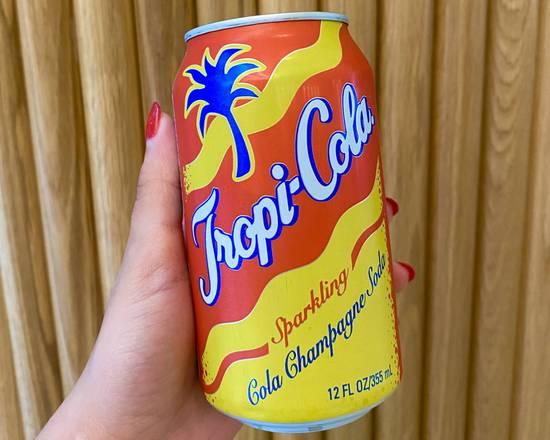 Tropi-Cola.
Sparkling
Cola Champagne Soda
12 FL OZ/355 mL